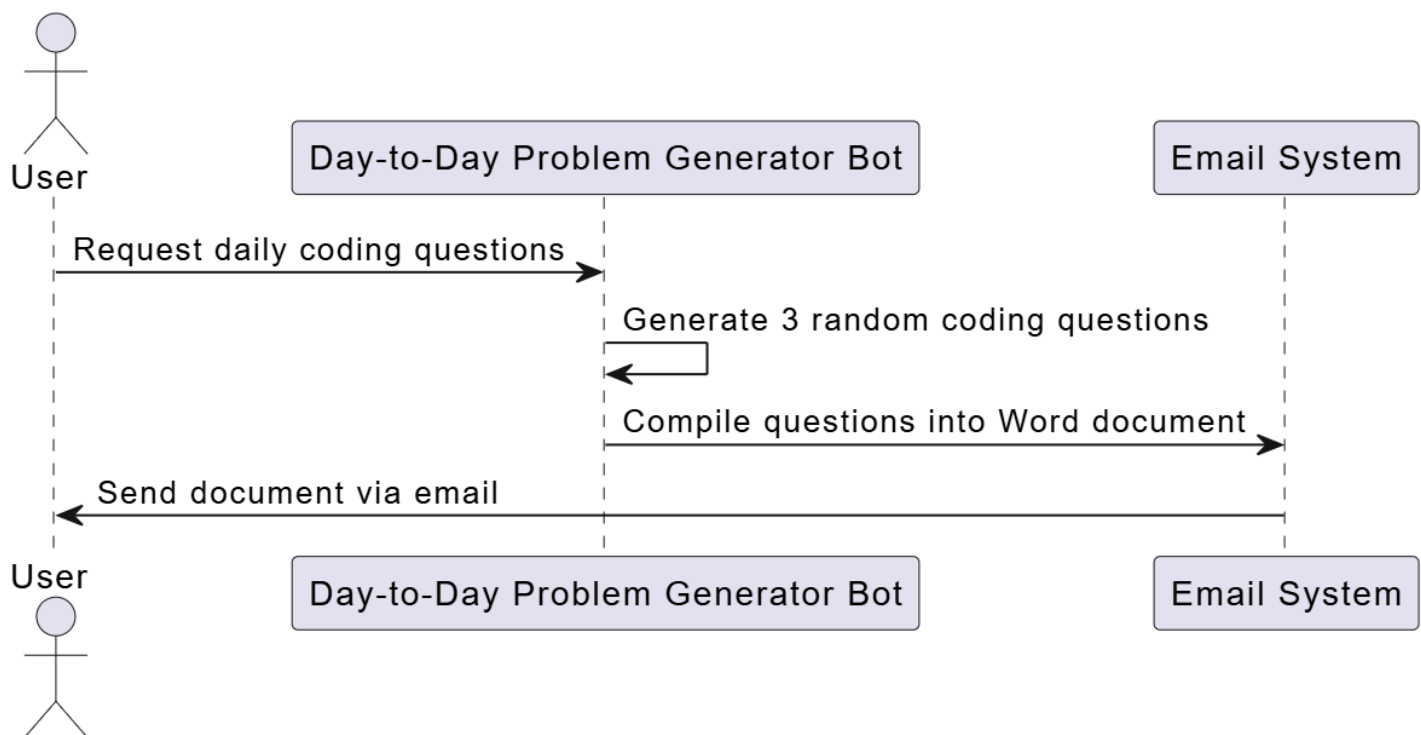 User
Day-to-Day Problem Generator Bot
Email System
Request daily coding questions
Generate 3 random coding questions
Compile questions into Word document
Send document via email
User
Day-to-Day Problem Generator Bot
Email System